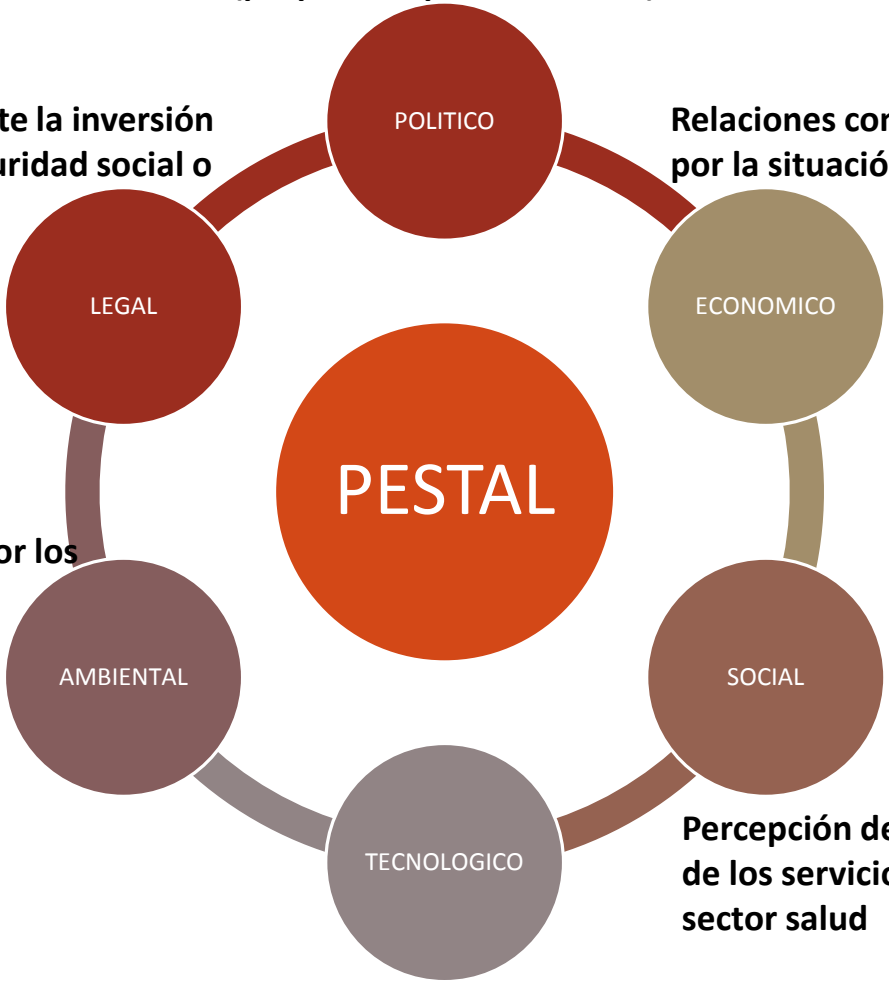 POLITICO
te la inversión
uridad social o
Relaciones con
por la situació
LEGAL
ECONOMICO
PESTAL
or los
AMBIENTAL
SOCIAL
TECNOLOGICO
Percepción de
de los servicio
sector salud